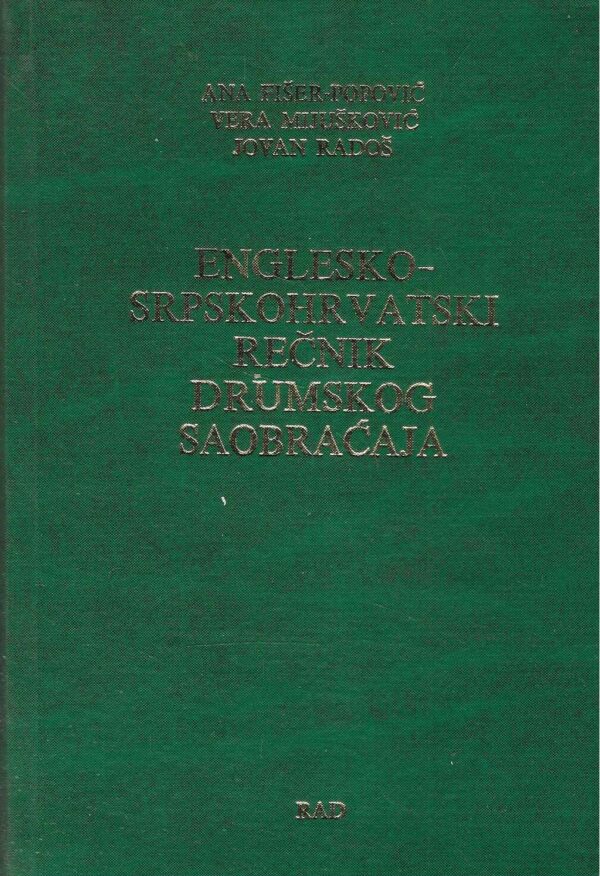 ANA FIŠER-POPOVIĆ
VERA MIJUŠKOVIĆ
JOVAN RADOŠ
ENGLESKO-
SRPSKOHRVATSKI
REČNIK
DRUMSKOG
SAOBRAĆAJA
RAD